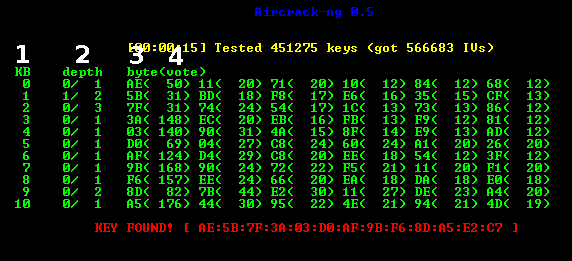 Aircrack-ng 0.5
1 2 3 4
[00:00:15] Tested 451275 keys (got 566683 IVs)
KB depth byte(vote)
0 0/ 1 AE( 50) 11( 20) 71( 20) 10( 12) 84( 12) 68( 12)
1 1/ 2 5B( 31) BD( 18) F8( 17) E6( 16) 35( 15) CF( 13)
2 0/ 3 7F( 31) 74( 24) 54( 17) 1C( 13) 73( 13) 86( 12)
3 0/ 1 3A( 148) EC( 20) EB( 16) FB( 13) F9( 12) 81( 12)
4 0/ 1 03( 140) 90( 31) 4A( 15) 8F( 14) E9( 13) AD( 12)
5 0/ 1 D0( 69) 04( 27) C8( 24) 60( 24) A1( 20) 26( 20)
6 0/ 1 AF( 124) D4( 29) C8( 20) EE( 18) 54( 12) 3F( 12)
7 0/ 1 9B( 168) 90( 24) 72( 22) F5( 21) 11( 20) F1( 20)
8 0/ 1 F6( 157) EE( 24) 66( 20) EA( 18) DA( 18) E0( 18)
9 0/ 2 8D( 82) 7B( 44) E2( 30) 11( 27) DE( 23) A4( 20)
10 0/ 1 A5( 176) 44( 30) 95( 22) 4E( 21) 94( 21) 4D( 19)
KEY FOUND! [ AE:5B:7F:3A:03:D0:AF:9B:F6:8D:A5:E2:C7 ]